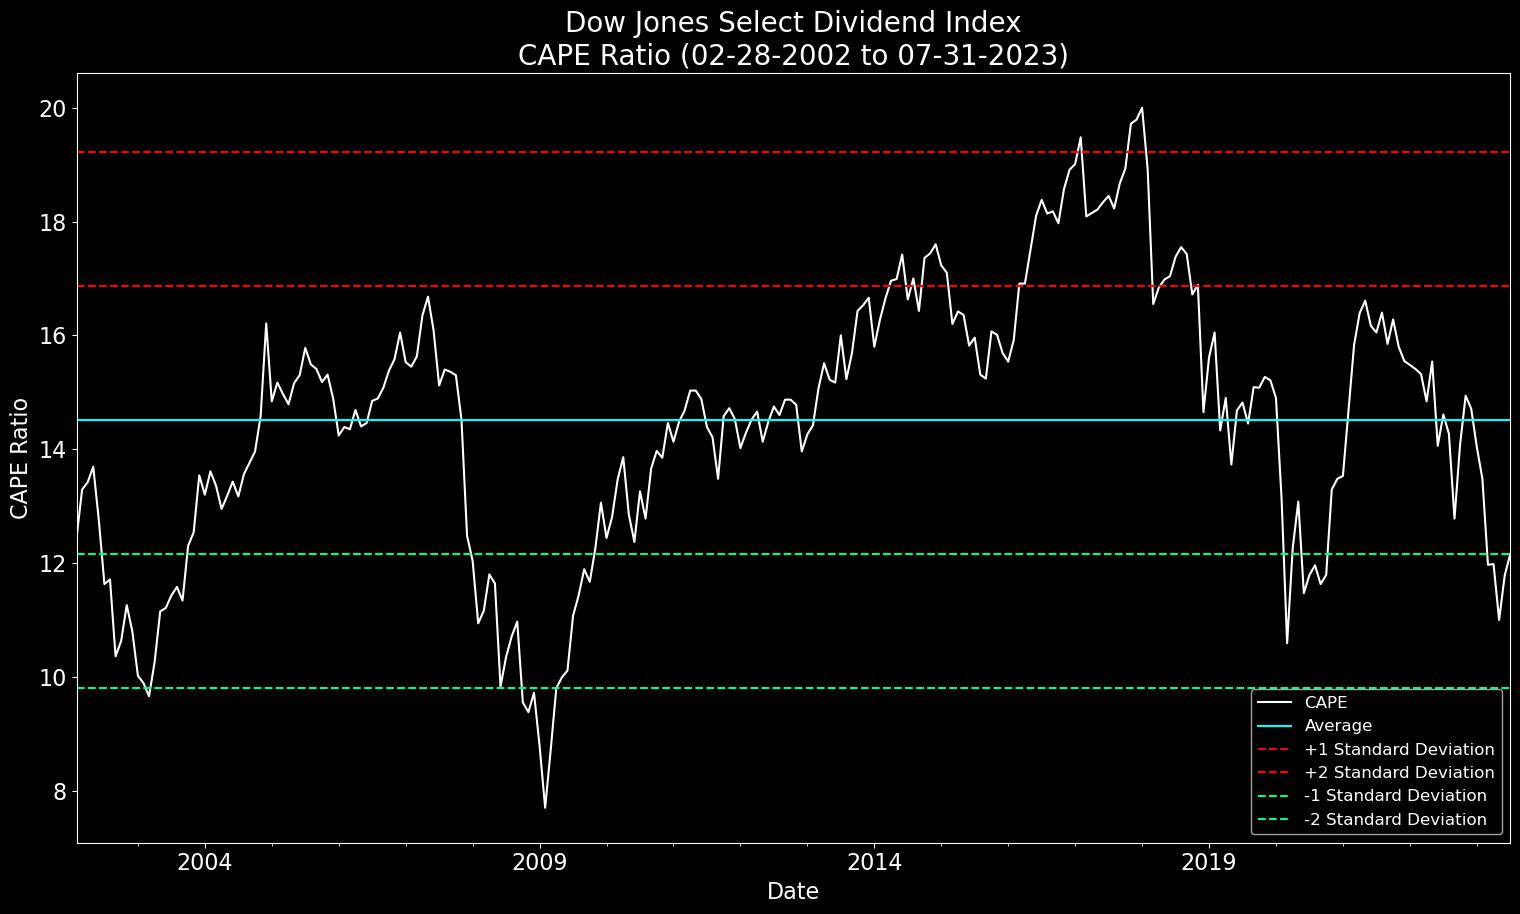 Dow Jones Select Dividend Index
CAPE Ratio (02-28-2002 to 07-31-2023)
CAPE Ratio
20
18
16
14
12
10
8
CAPE
Average
+1 Standard Deviation
+2 Standard Deviation
-1 Standard Deviation
-2 Standard Deviation
2004
2009
2014
2019
Date